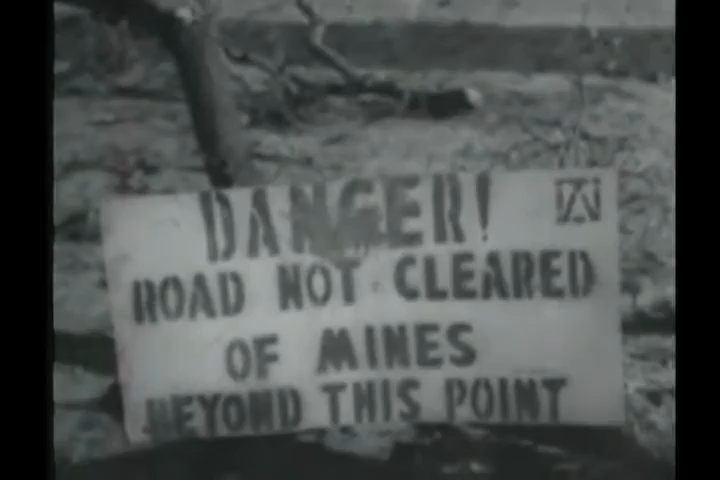 DANGER!
ROAD NOT CLEARED
OF MINES
BEYOND THIS POINT